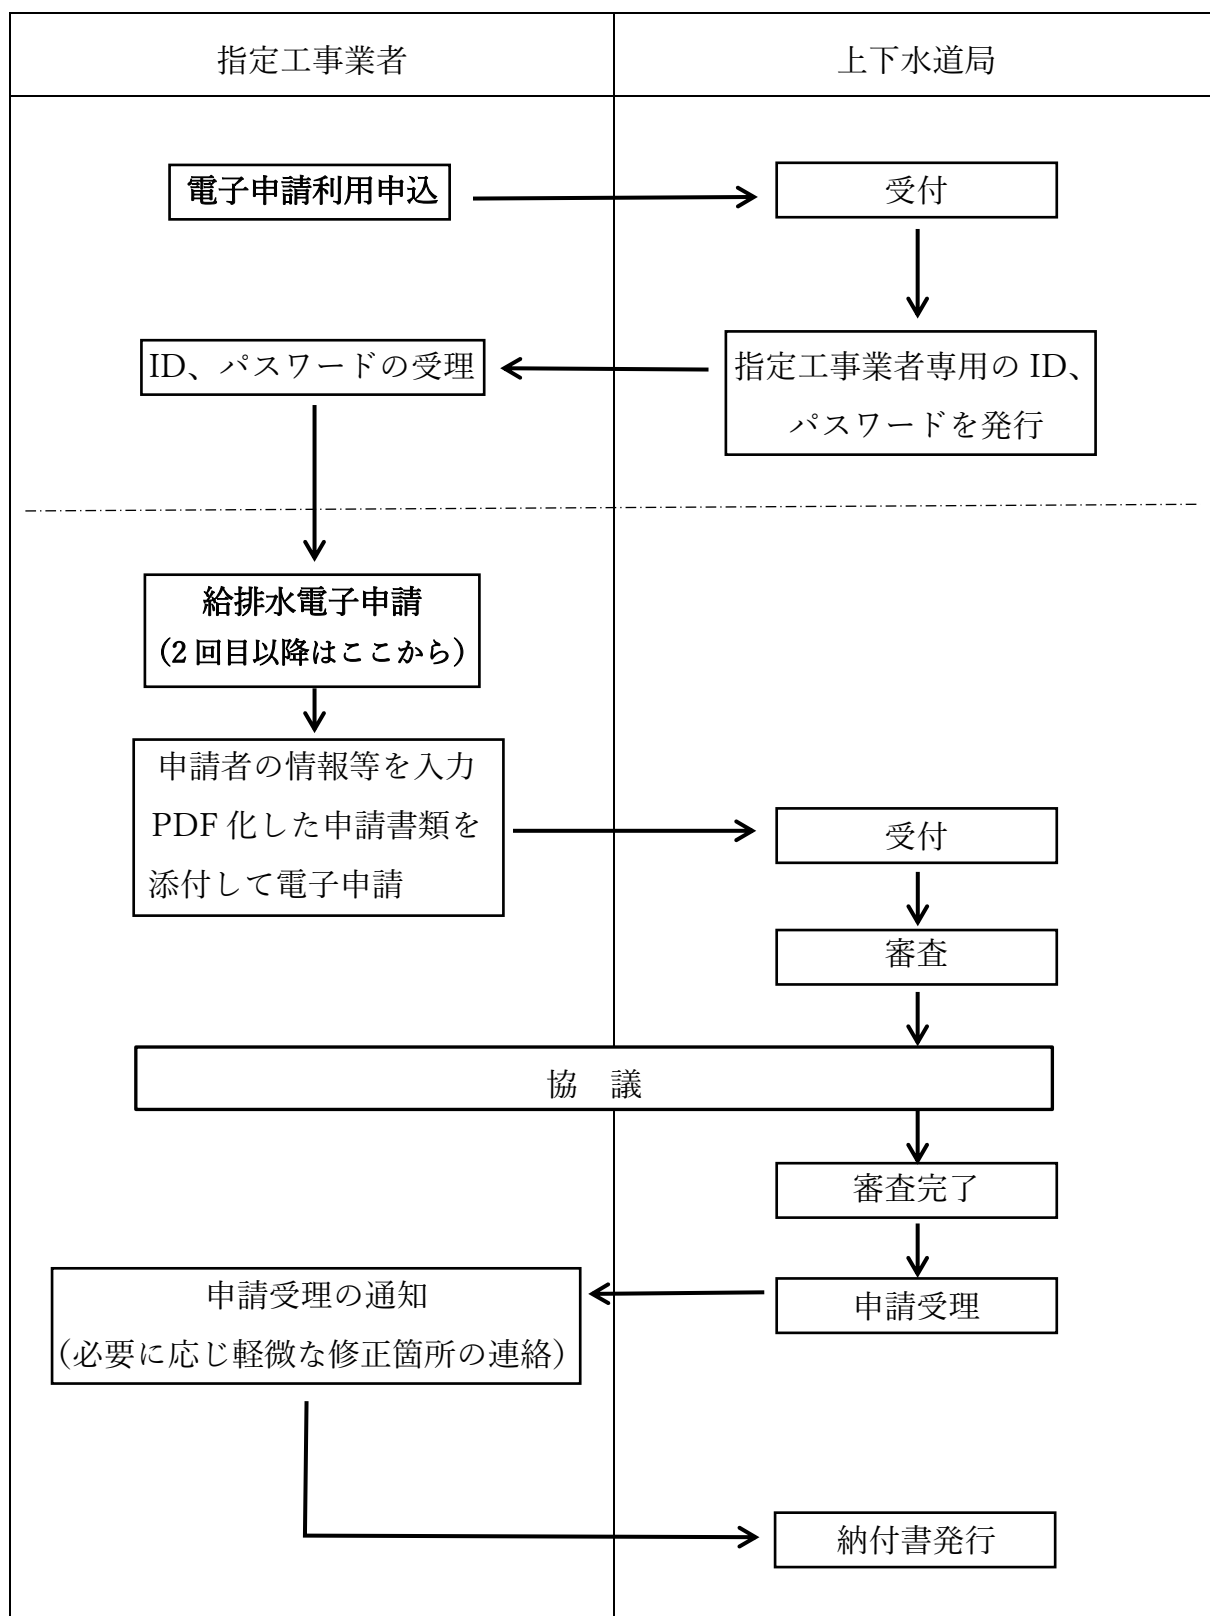 指定工事業者
上下水道局
電子申請利用申込
受付
指定工事業者専用の ID、
パスワードを発行
ID、パスワードの受理
給排水電子申請
（2 回目以降はここから）
申請者の情報等を入力
PDF 化した申請書類を
添付して電子申請
受付
審査
協　議
審査完了
申請受理
申請受理の通知
（必要に応じ軽微な修正箇所の連絡）
納付書発行